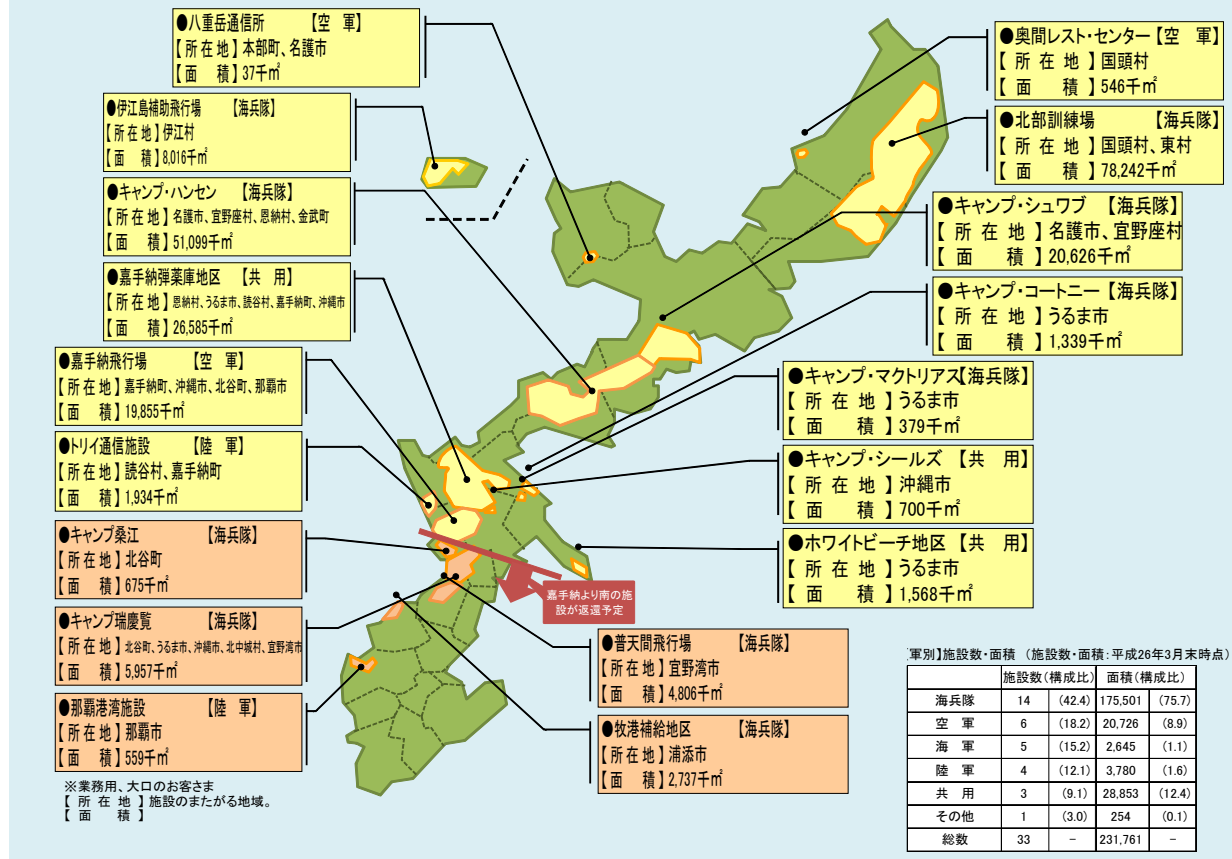 ●八重岳通信所 【空 軍】
【所在地】本部町、名護市
【面 積】37千㎡
●伊江島補助飛行場 【海兵隊】
【所在地】伊江村
【面 積】8,016千㎡
●キャンプ・ハンセン 【海兵隊】
【所在地】名護市、宜野座村、恩納村、金武町
【面 積】51,099千㎡
●嘉手納弾薬庫地区 【共 用】
【所在地】恩納村、うるま市、読谷村、嘉手納町、沖縄市
【面 積】26,585千㎡
●嘉手納飛行場 【空 軍】
【所在地】嘉手納町、沖縄市、北谷町、那覇市
【面 積】19,855千㎡
●トリイ通信施設 【陸 軍】
【所在地】読谷村、嘉手納町
【面 積】1,934千㎡
●キャンプ桑江 【海兵隊】
【所在地】北谷町
【面 積】675千㎡
●キャンプ瑞慶覧 【海兵隊】
【所在地】北谷町、うるま市、沖縄市、北中城村、宜野湾市
【面 積】5,957千㎡
●那覇港湾施設 【陸 軍】
【所在地】那覇市
【面 積】559千㎡
※業務用、大口のお客さま
【 所 在 地 】施設のまたがる地域。
【 面 積 】
●奥間レスト・センター【空 軍】
【 所 在 地 】国頭村
【 面 積 】546千㎡
●北部訓練場 【海兵隊】
【 所 在 地 】国頭村、東村
【 面 積 】78,242千㎡
●キャンプ・シュワブ 【海兵隊】
【 所 在 地 】名護市、宜野座村
【 面 積 】20,626千㎡
●キャンプ・コートニー【海兵隊】
【 所 在 地 】うるま市
【 面 積 】1,339千㎡
●キャンプ・マクトリアス【海兵隊】
【 所 在 地 】うるま市
【 面 積 】379千㎡
●キャンプ・シールズ 【共 用】
【 所 在 地 】沖縄市
【 面 積 】700千㎡
●ホワイトビーチ地区 【共 用】
【 所 在 地 】うるま市
【 面 積 】1,568千㎡
嘉手納より南の施
設が返還予定
●普天間飛行場 【海兵隊】
【所在地】宜野湾市
【面 積】4,806千㎡
●牧港補給地区 【海兵隊】
【所在地】浦添市
【面 積】2,737千㎡
軍別】施設数・面積 (施設数・面積:平成26年3月末時点)
施設数(構成比) 面積(構成比)
海兵隊 14 (42.4) 175,501 (75.7)
空 軍 6 (18.2) 20,726 (8.9)
海 軍 5 (15.2) 2,645 (1.1)
陸 軍 4 (12.1) 3,780 (1.6)
共 用 3 (9.1) 28,853 (12.4)
その他 1 (3.0) 254 (0.1)
総数 33 － 231,761 －